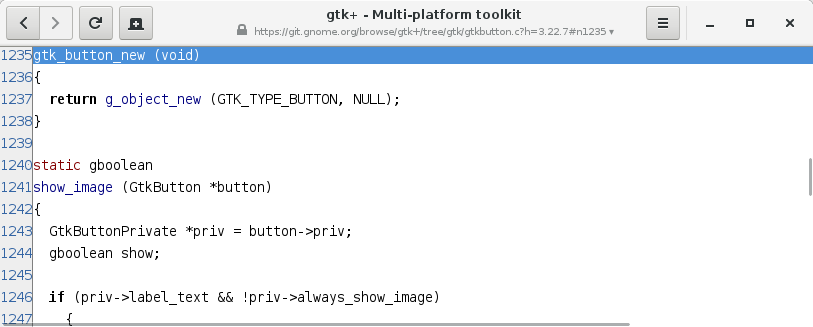 gtk+ - Multi-platform toolkit
https://git.gnome.org/browse/gtk+/tree/gtk/gtkbutton.c?h=3.22.7#n1235 ▾
1235 gtk_button_new (void)
1236 {
1237   return g_object_new (GTK_TYPE_BUTTON, NULL);
1238 }
1239
1240 static gboolean
1241 show_image (GtkButton *button)
1242 {
1243   GtkButtonPrivate *priv = button->priv;
1244   gboolean show;
1245
1246   if (priv->label_text && !priv->always_show_image)
1247     {